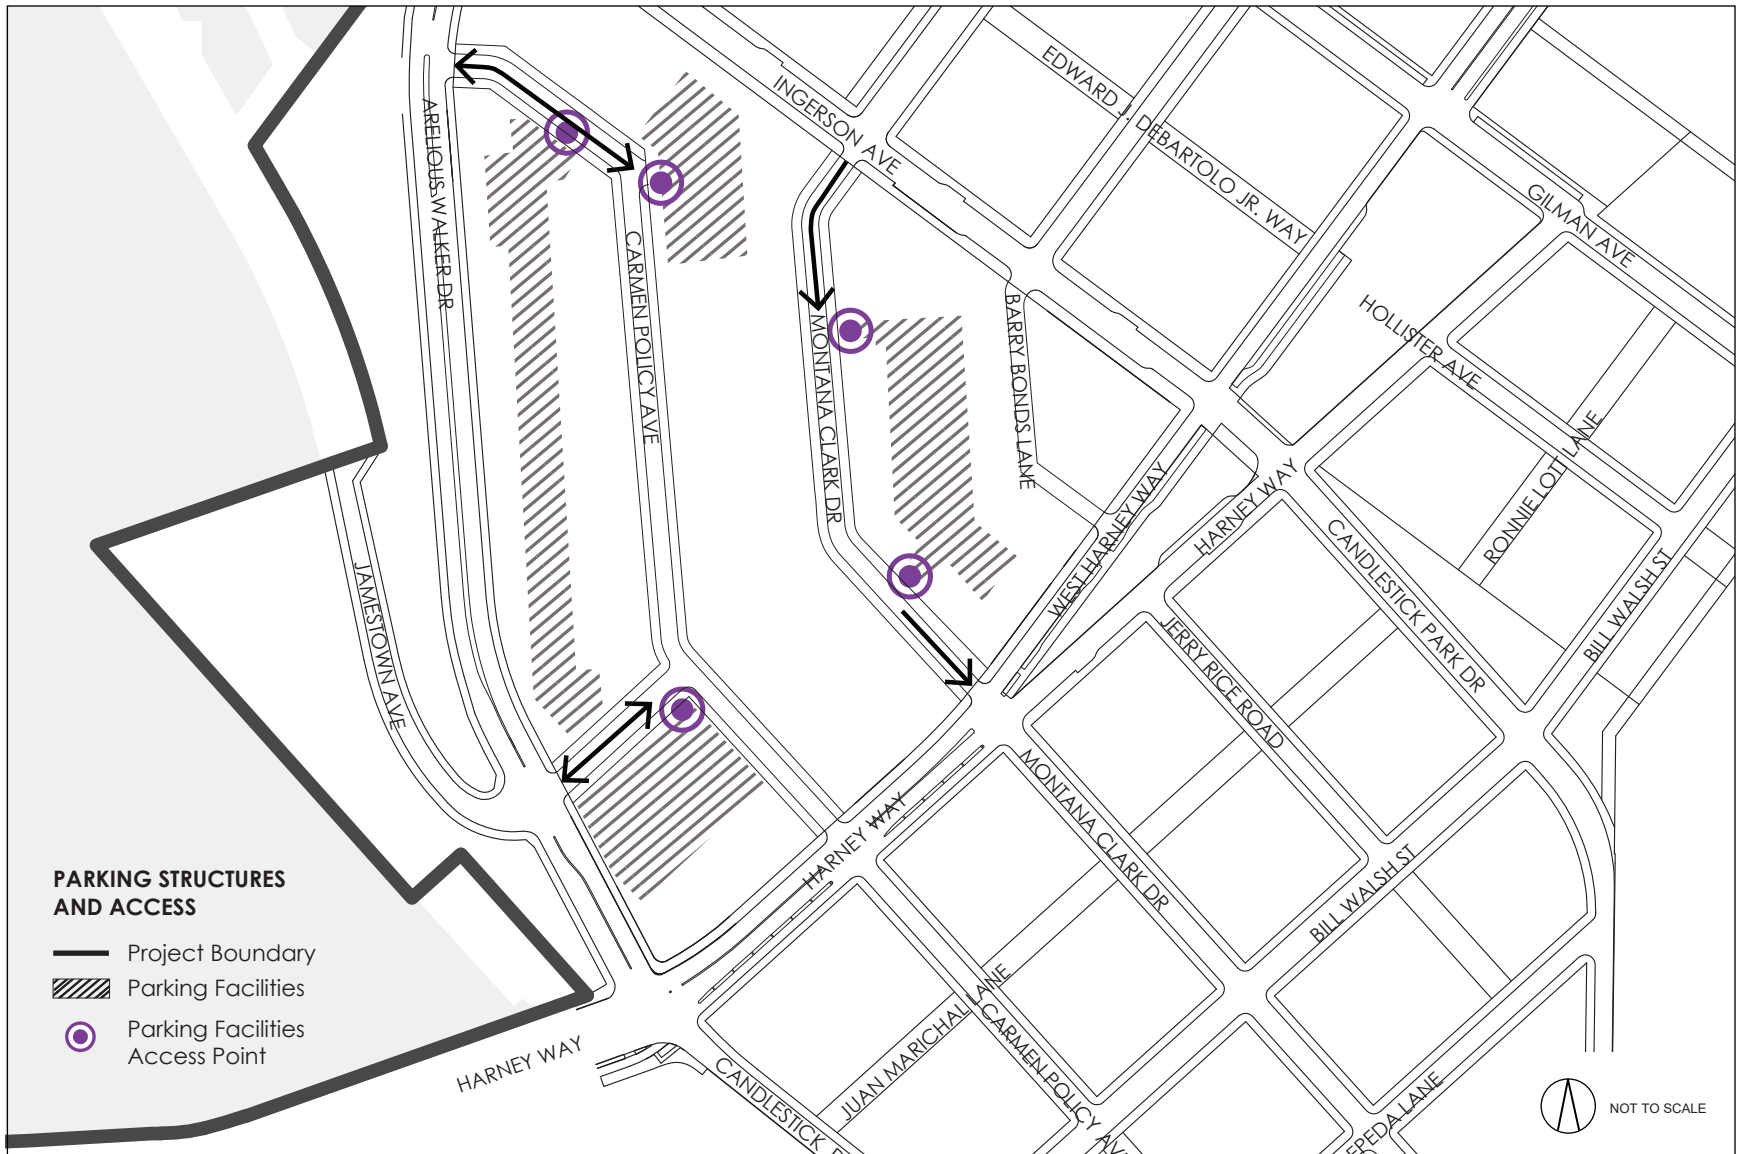 EDWARD J. DEBARTOLO JR. WAY
INGERSON AVE
ARELIOUS WALKER DR
GILMAN AVE
CARMEN POLICY AVE
HOLLISTER AVE
BARRY BONDS LANE
MONTANA CLARK DR
RONNIE LOTT LANE
WEST HARNEY WAY
HARNEY WAY
CANDLESTICK PARK DR
BILL WALSH ST
JAMESTOWN AVE
JERRY RICE ROAD
MONTANA CLARK DR
HARNEY WAY
BILL WALSH ST
PARKING STRUCTURES
AND ACCESS
Project Boundary
Parking Facilities
Parking Facilities
Access Point
JUAN MARICHAL LANE
CARMEN POLICY AV
HARNEY WAY
CANDLESTICK
EPEDA LANE
NOT TO SCALE